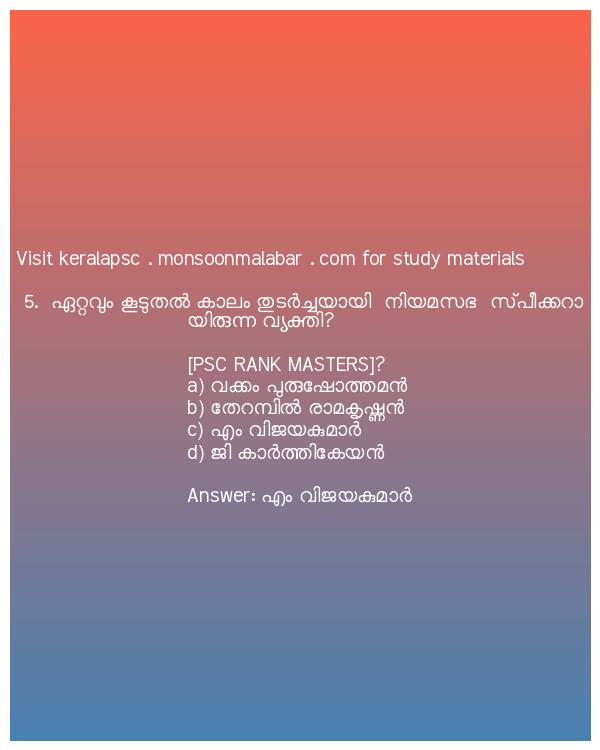 Visit keralapsc . monsoonmalabar . com for study materials
5. ഏറ്റവും കൂടുതൽ കാലം തുടർച്ചയായി നിയമസഭ സ്പീക്കറാ
യിരുന്ന വ്യക്തി?
[PSC RANK MASTERS]?
a) വക്കം പുരുഷോത്തമൻ
b) തേറമ്പിൽ രാമകൃഷ്ണൻ
c) എം വിജയകുമാർ
d) ജി കാർത്തികേയൻ
Answer: എം വിജയകുമാർ